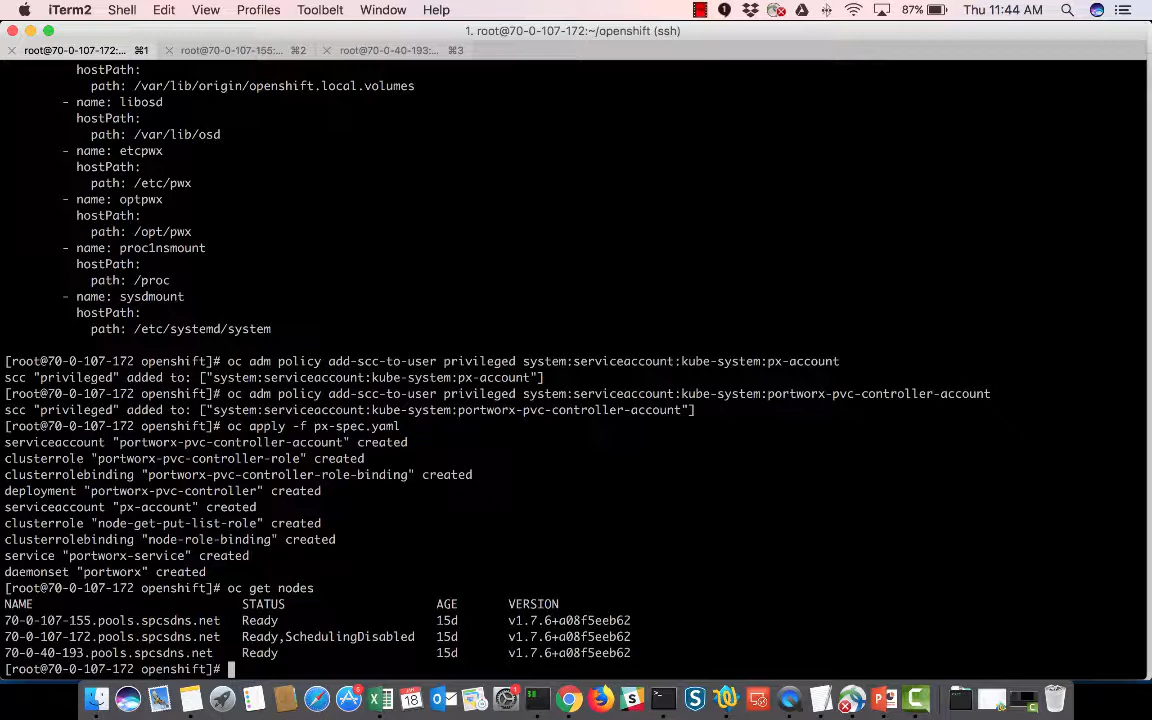 iTerm2 Shell Edit View Profiles Toolbelt Window Help 87% Thu 11:44 AM
1. root@70-0-107-172:~/openshift (ssh)
root@70-0-107-172:... ⌘1 root@70-0-107-155:... ⌘2 root@70-0-40-193:... ⌘3
hostPath:
path: /var/lib/origin/openshift.local.volumes
- name: libosd
hostPath:
path: /var/lib/osd
- name: etcpwx
hostPath:
path: /etc/pwx
- name: optpwx
hostPath:
path: /opt/pwx
- name: proc1nsmount
hostPath:
path: /proc
- name: sysdmount
hostPath:
path: /etc/systemd/system
[root@70-0-107-172 openshift]# oc adm policy add-scc-to-user privileged system:serviceaccount:kube-system:px-account
scc "privileged" added to: ["system:serviceaccount:kube-system:px-account"]
[root@70-0-107-172 openshift]# oc adm policy add-scc-to-user privileged system:serviceaccount:kube-system:portworx-pvc-controller-account
scc "privileged" added to: ["system:serviceaccount:kube-system:portworx-pvc-controller-account"]
[root@70-0-107-172 openshift]# oc apply -f px-spec.yaml
serviceaccount "portworx-pvc-controller-account" created
clusterrole "portworx-pvc-controller-role" created
clusterrolebinding "portworx-pvc-controller-role-binding" created
deployment "portworx-pvc-controller" created
serviceaccount "px-account" created
clusterrole "node-get-put-list-role" created
clusterrolebinding "node-role-binding" created
service "portworx-service" created
daemonset "portworx" created
[root@70-0-107-172 openshift]# oc get nodes
NAME STATUS AGE VERSION
70-0-107-155.pools.spcsdns.net Ready 15d v1.7.6+a08f5eeb62
70-0-107-172.pools.spcsdns.net Ready,SchedulingDisabled 15d v1.7.6+a08f5eeb62
70-0-40-193.pools.spcsdns.net Ready 15d v1.7.6+a08f5eeb62
[root@70-0-107-172 openshift]#